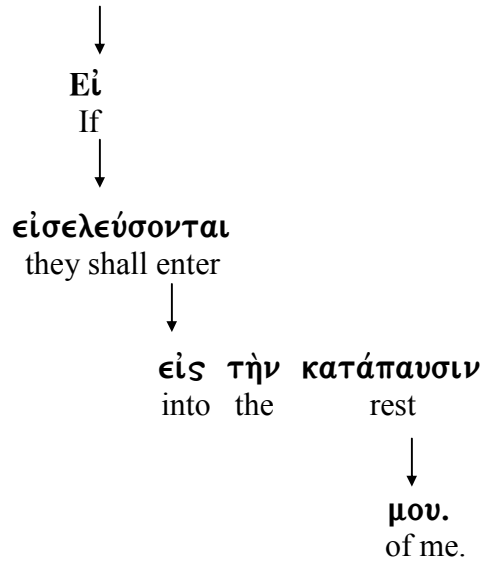 Εἰ
If
εἰσελεύσονται
they shall enter
εἰς τὴν κατάπαυσιν
into the rest
μου.
of me.